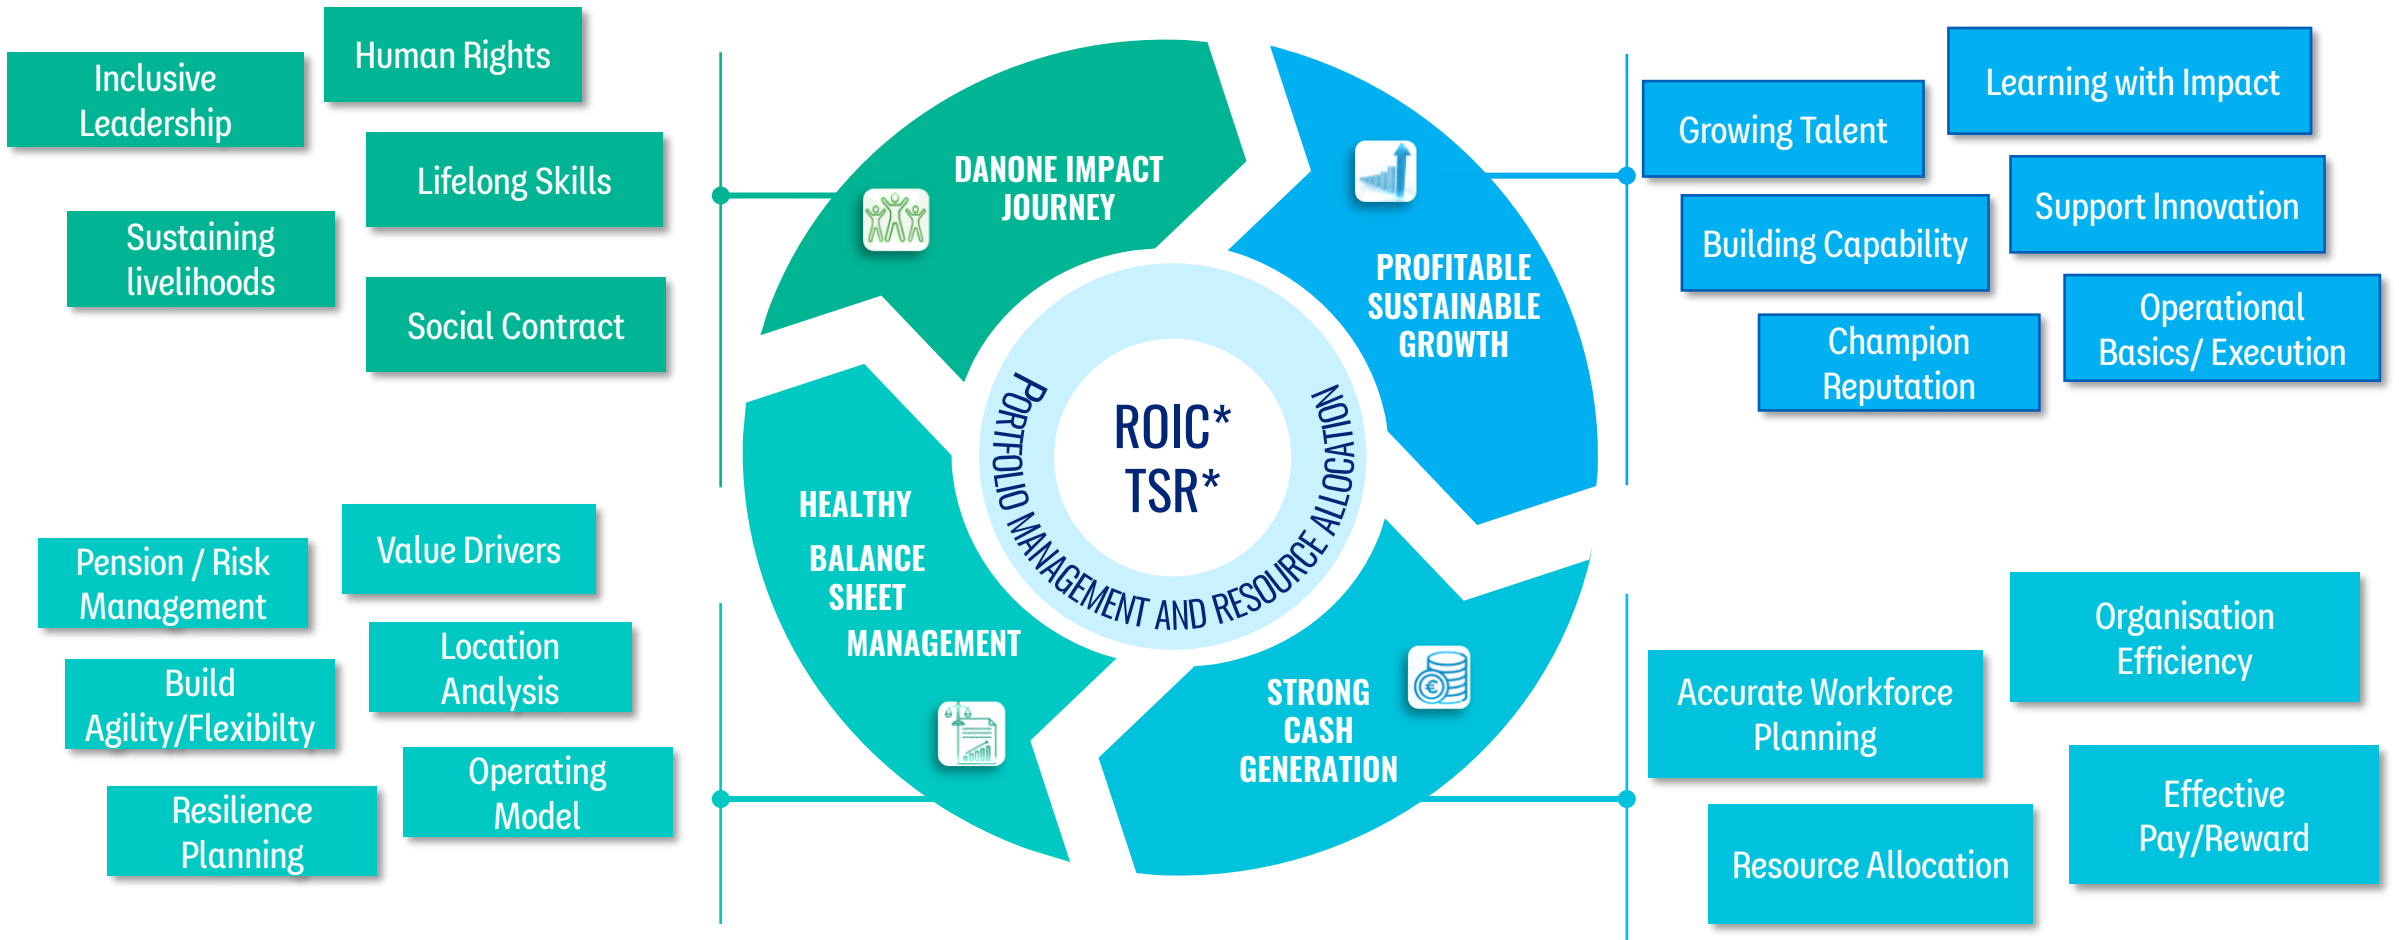 Inclusive
Leadership
Human Rights
Lifelong Skills
Sustaining
livelihoods
Social Contract
DANONE IMPACT
JOURNEY
PROFITABLE
SUSTAINABLE
GROWTH
Growing Talent
Learning with Impact
Building Capability
Support Innovation
Champion
Reputation
Operational
Basics/ Execution
ROIC*
TSR*
PORTFOLIO MANAGEMENT AND RESOURCE ALLOCATION
Pension / Risk
Management
Value Drivers
Build
Agility/Flexibilty
Location
Analysis
Resilience
Planning
Operating
Model
HEALTHY
BALANCE
SHEET
MANAGEMENT
STRONG
CASH
GENERATION
Accurate Workforce
Planning
Organisation
Efficiency
Resource Allocation
Effective
Pay/Reward